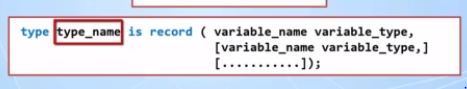 type type_name is record ( variable_name variable_type,
[variable_name variable_type,]
[...........]);